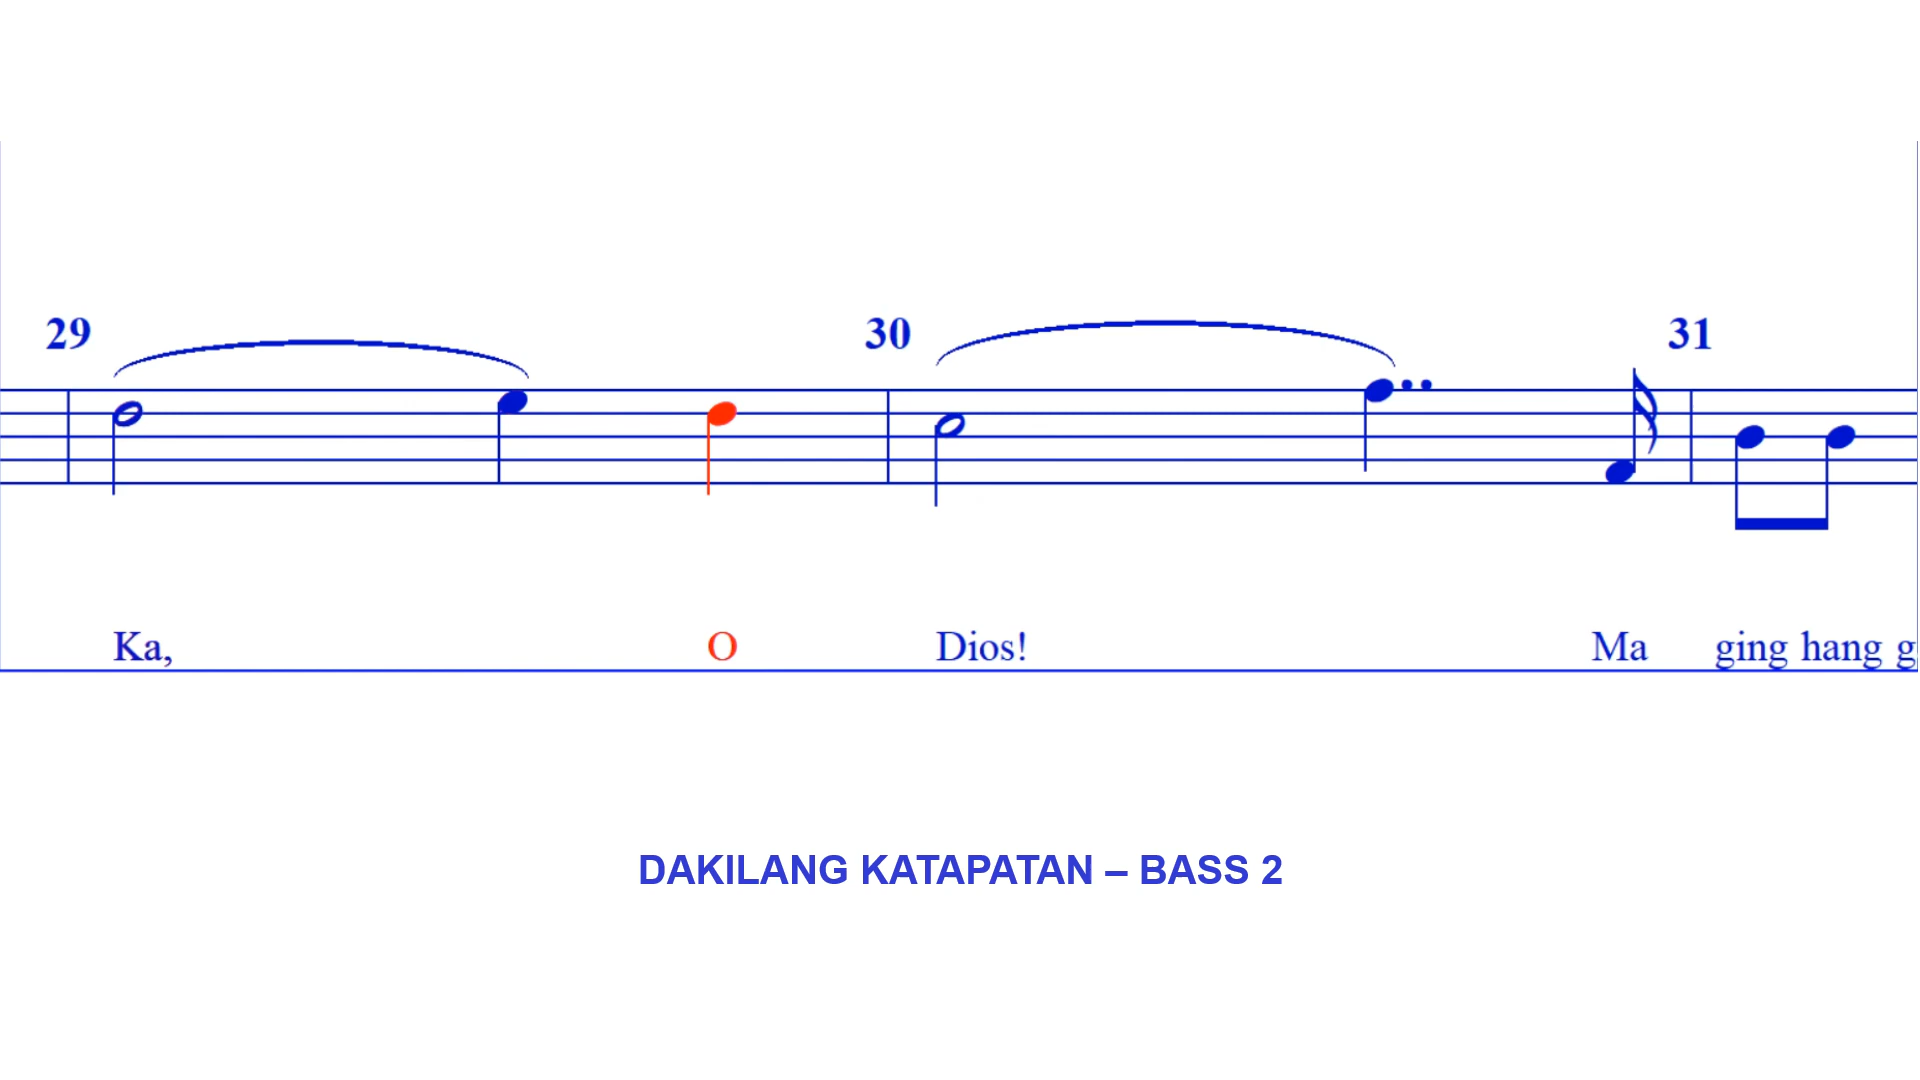 29 30 31
Ka, O Dios! Ma ging hang g
DAKILANG KATAPATAN – BASS 2